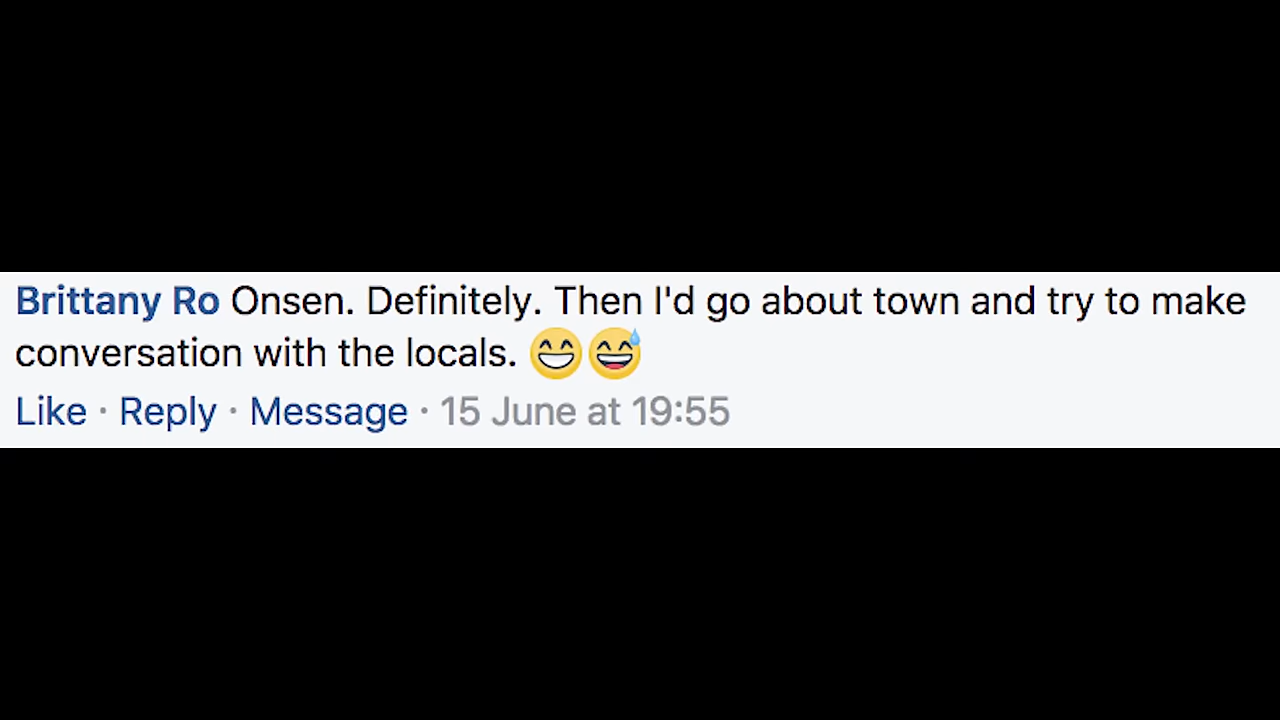 Brittany Ro Onsen. Definitely. Then I'd go about town and try to make
conversation with the locals. 😁😅
Like · Reply · Message · 15 June at 19:55